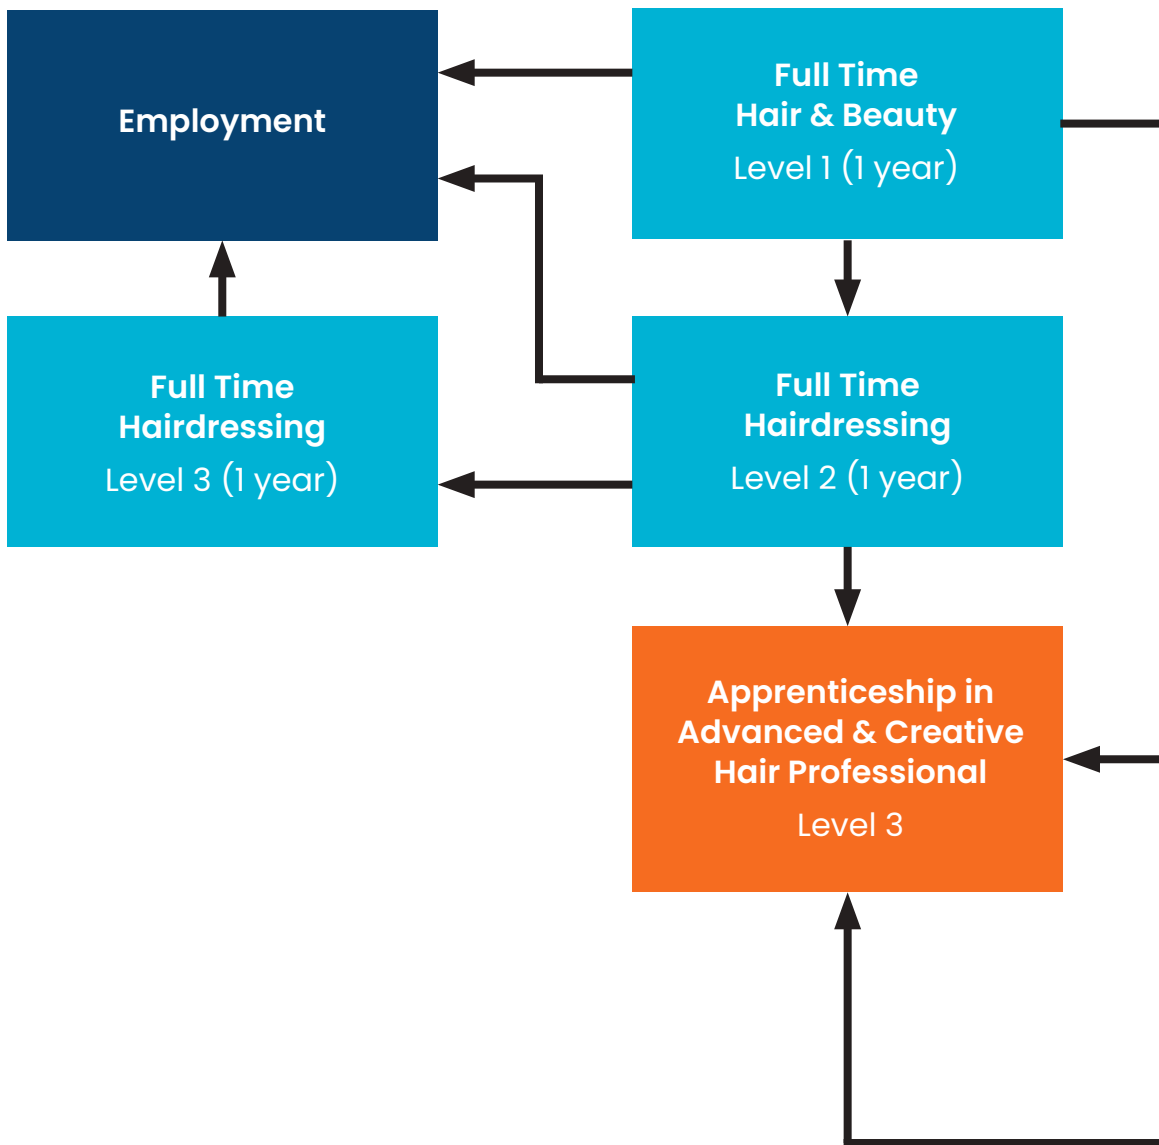 Employment
Full Time
Hair & Beauty
Level 1 (1 year)
Full Time
Hairdressing
Level 3 (1 year)
Full Time
Hairdressing
Level 2 (1 year)
Apprenticeship in
Advanced & Creative
Hair Professional
Level 3